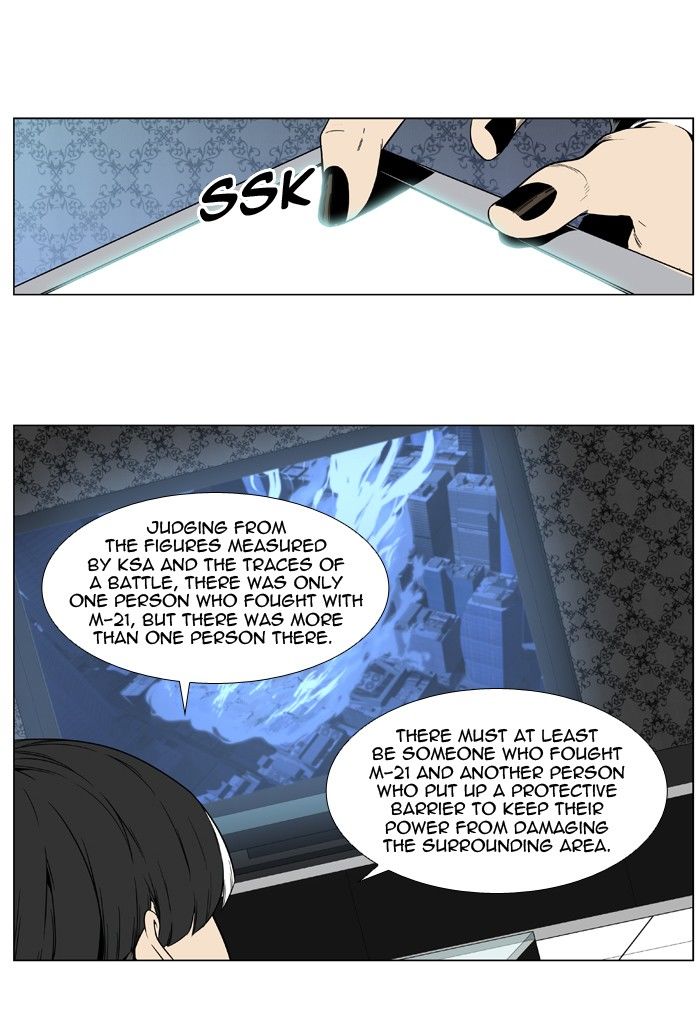 SSK
JUDGING FROM
THE FIGURES MEASURED
BY KSA AND THE TRACES OF
A BATTLE, THERE WAS ONLY
ONE PERSON WHO FOUGHT WITH
M-21, BUT THERE WAS MORE
THAN ONE PERSON THERE.
THERE MUST AT LEAST
BE SOMEONE WHO FOUGHT
M-21 AND ANOTHER PERSON
WHO PUT UP A PROTECTIVE
BARRIER TO KEEP THEIR
POWER FROM DAMAGING
THE SURROUNDING AREA.